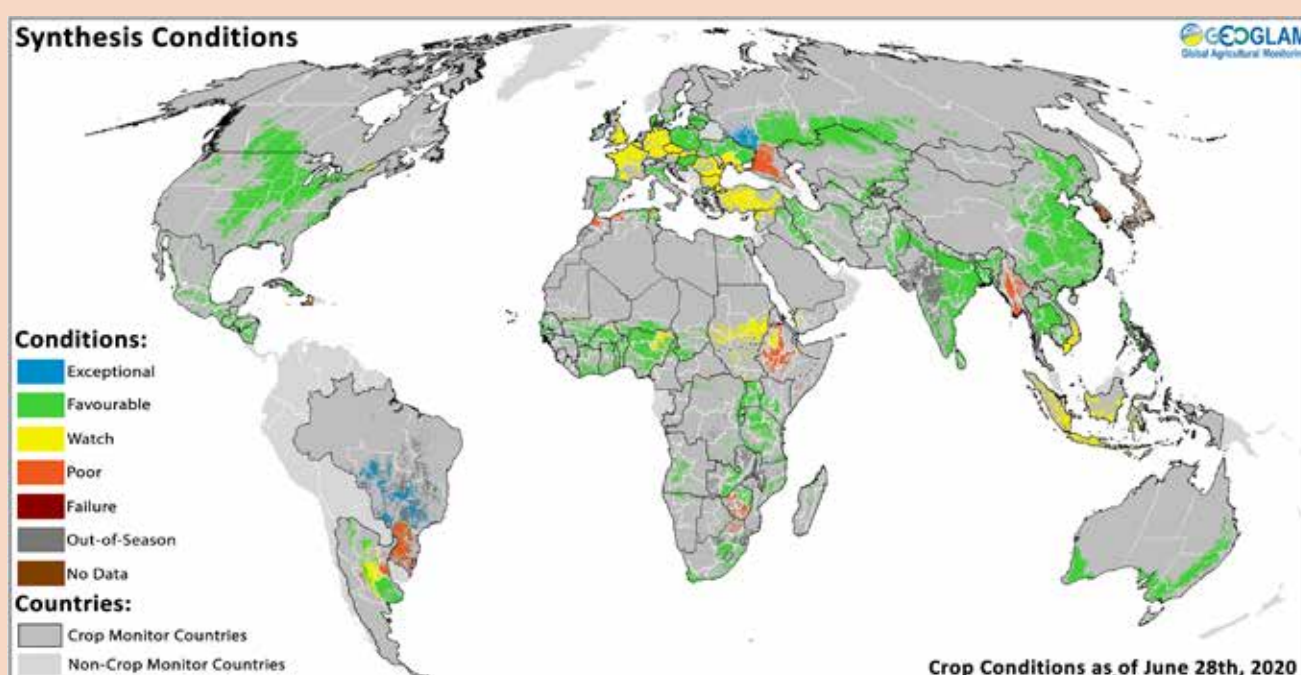 Synthesis Conditions
GEOGLAM
Global Agricultural Monitoring
Conditions:
Exceptional
Favourable
Watch
Poor
Failure
Out-of-Season
No Data
Countries:
Crop Monitor Countries
Non-Crop Monitor Countries
Crop Conditions as of June 28th, 2020